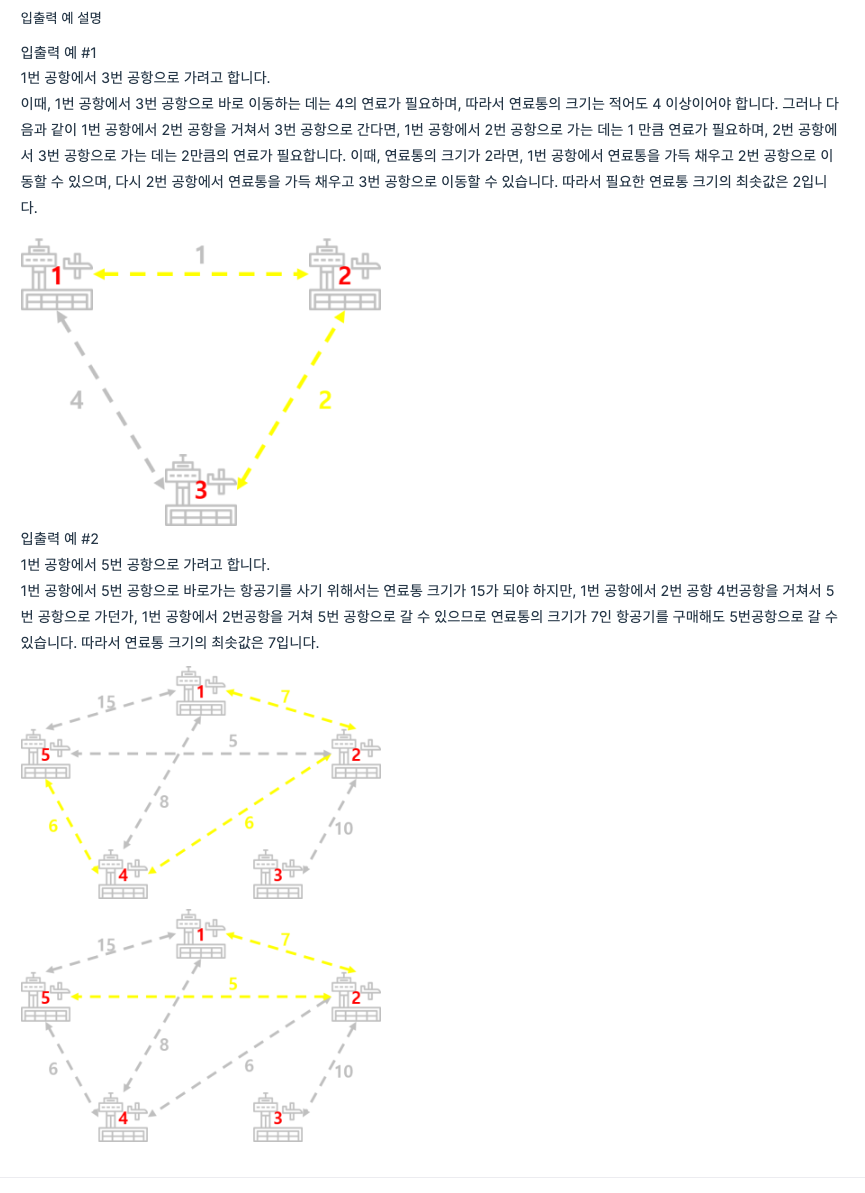 입출력 예 설명
입출력 예 #1
1번 공항에서 3번 공항으로 가려고 합니다.
이때, 1번 공항에서 3번 공항으로 바로 이동하는 데는 4의 연료가 필요하며, 따라서 연료통의 크기는 적어도 4 이상이어야 합니다. 그러나 다
음과 같이 1번 공항에서 2번 공항을 거쳐서 3번 공항으로 간다면, 1번 공항에서 2번 공항으로 가는 데는 1 만큼 연료가 필요하며, 2번 공항에
서 3번 공항으로 가는 데는 2만큼의 연료가 필요합니다. 이때, 연료통의 크기가 2라면, 1번 공항에서 연료통을 가득 채우고 2번 공항으로 이
동할 수 있으며, 다시 2번 공항에서 연료통을 가득 채우고 3번 공항으로 이동할 수 있습니다. 따라서 필요한 연료통 크기의 최솟값은 2입니
다.
1
1
2
4
2
3
입출력 예 #2
1번 공항에서 5번 공항으로 가려고 합니다.
1번 공항에서 5번 공항으로 바로가는 항공기를 사기 위해서는 연료통 크기가 15가 되야 하지만, 1번 공항에서 2번 공항 4번공항을 거쳐서 5
번 공항으로 가던가, 1번 공항에서 2번공항을 거쳐 5번 공항으로 갈 수 있으므로 연료통의 크기가 7인 항공기를 구매해도 5번공항으로 갈 수
있습니다. 따라서 연료통 크기의 최솟값은 7입니다.
1
15
7
5
5
2
8
6
6
10
4
3
1
15
7
5
5
2
8
6
6
10
4
3